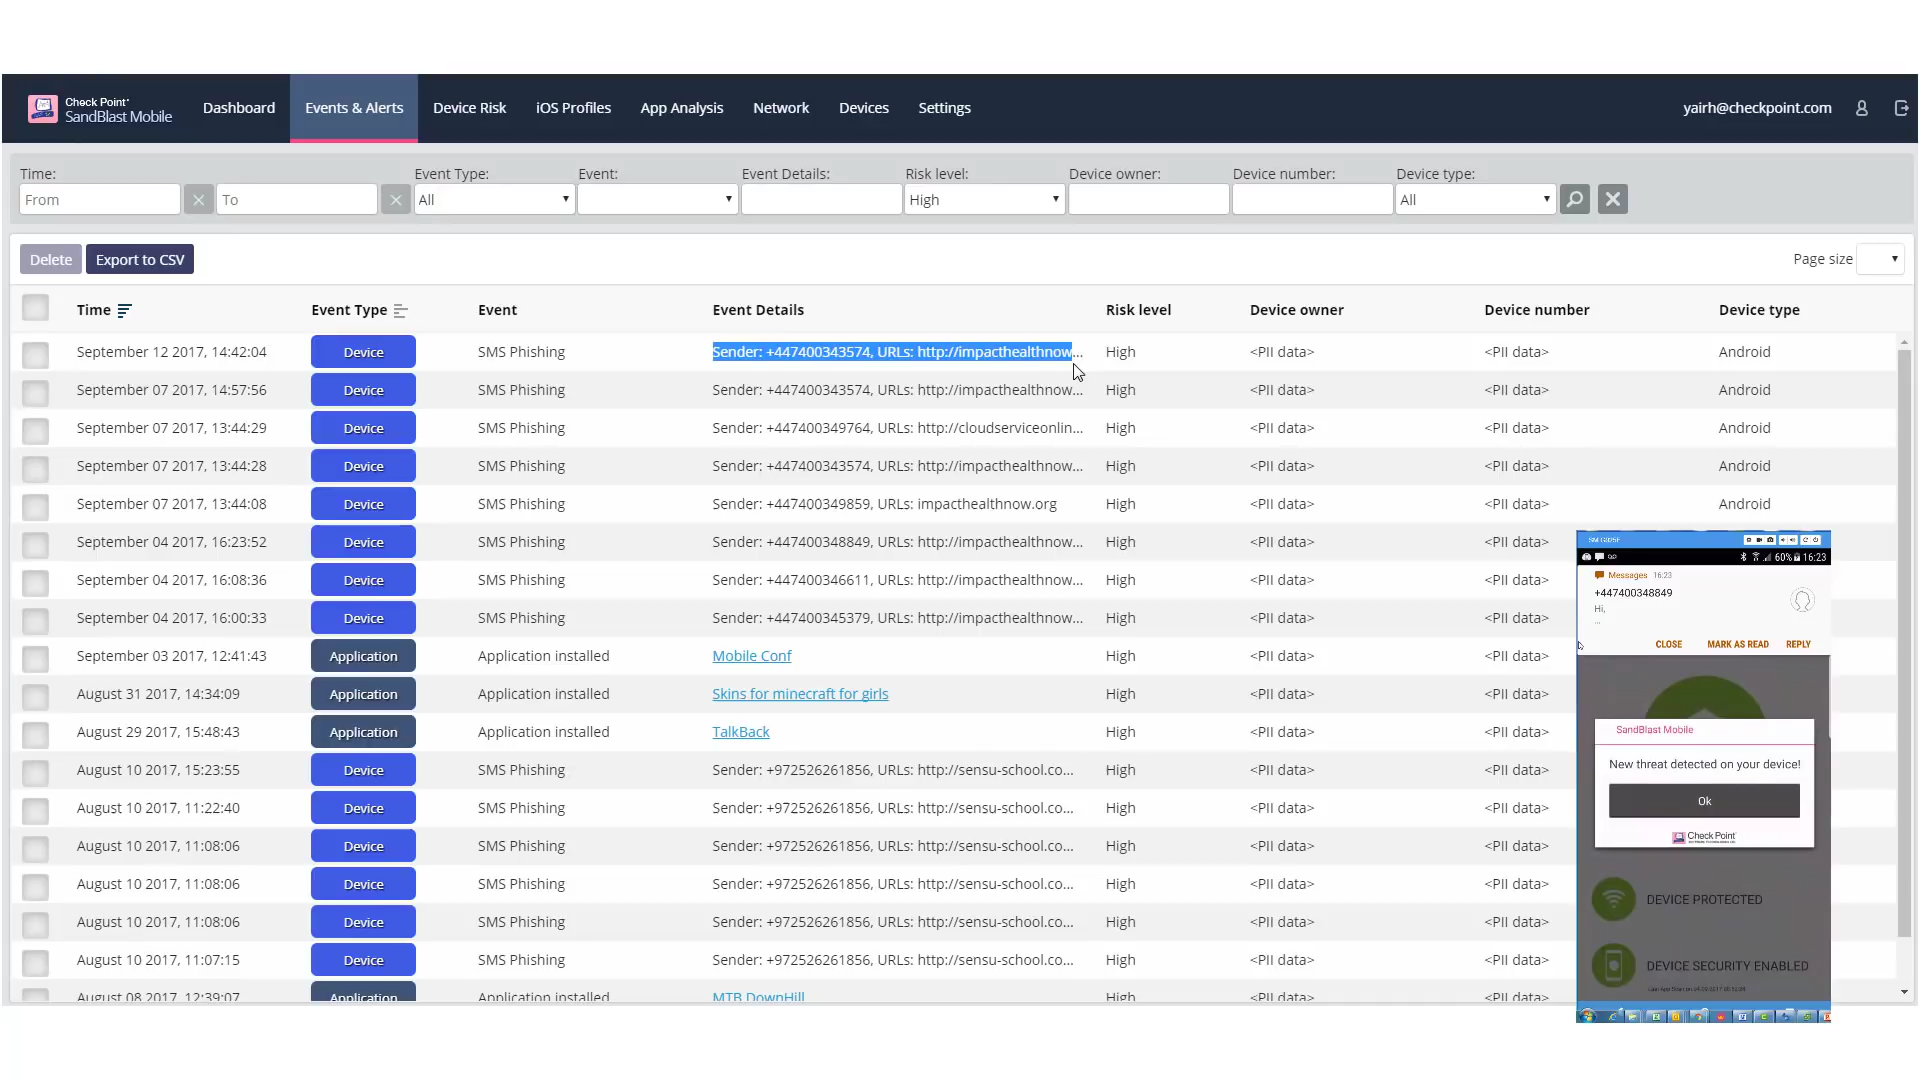 Check Point
SandBlast Mobile
Dashboard
Events & Alerts
Device Risk
iOS Profiles
App Analysis
Network
Devices
Settings
yairh@checkpoint.com
Time:
Event Type:
Event:
Event Details:
Risk level:
Device owner:
Device number:
Device type:
From
To
All
High
All
Delete
Export to CSV
Page size
Time Event Type Event Event Details Risk level Device owner Device number Device type
September 12 2017, 14:42:04 Device SMS Phishing Sender: +447400343574, URLs: http://impacthealthnow... High <PII data> <PII data> Android
September 07 2017, 14:57:56 Device SMS Phishing Sender: +447400343574, URLs: http://impacthealthnow... High <PII data> <PII data> Android
September 07 2017, 13:44:29 Device SMS Phishing Sender: +447400349764, URLs: http://cloudserviceonlin... High <PII data> <PII data> Android
September 07 2017, 13:44:28 Device SMS Phishing Sender: +447400343574, URLs: http://impacthealthnow... High <PII data> <PII data> Android
September 07 2017, 13:44:08 Device SMS Phishing Sender: +447400349859, URLs: impacthealthnow.org High <PII data> <PII data> Android
September 04 2017, 16:23:52 Device SMS Phishing Sender: +447400348849, URLs: http://impacthealthnow... High <PII data> <PII data>
September 04 2017, 16:08:36 Device SMS Phishing Sender: +447400346611, URLs: http://impacthealthnow... High <PII data> <PII data>
September 04 2017, 16:00:33 Device SMS Phishing Sender: +447400345379, URLs: http://impacthealthnow... High <PII data> <PII data>
September 03 2017, 12:41:43 Application Application installed Mobile Conf High <PII data> <PII data>
August 31 2017, 14:34:09 Application Application installed Skins for minecraft for girls High <PII data> <PII data>
August 29 2017, 15:48:43 Application Application installed TalkBack High <PII data> <PII data>
August 10 2017, 15:23:55 Device SMS Phishing Sender: +972526261856, URLs: http://sensu-school.co... High <PII data> <PII data>
August 10 2017, 11:22:40 Device SMS Phishing Sender: +972526261856, URLs: http://sensu-school.co... High <PII data> <PII data>
August 10 2017, 11:08:06 Device SMS Phishing Sender: +972526261856, URLs: http://sensu-school.co... High <PII data> <PII data>
August 10 2017, 11:08:06 Device SMS Phishing Sender: +972526261856, URLs: http://sensu-school.co... High <PII data> <PII data>
August 10 2017, 11:08:06 Device SMS Phishing Sender: +972526261856, URLs: http://sensu-school.co... High <PII data> <PII data>
August 10 2017, 11:07:15 Device SMS Phishing Sender: +972526261856, URLs: http://sensu-school.co... High <PII data> <PII data>
August 08 2017, 12:39:07 Application Application installed MTB DownHill High <PII data> <PII data>
60% 16:23
Messages 16:23
+447400348849
Hi,
...
CLOSE MARK AS READ REPLY
SandBlast Mobile
New threat detected on your device!
Ok
Check Point
DEVICE PROTECTED
DEVICE SECURITY ENABLED